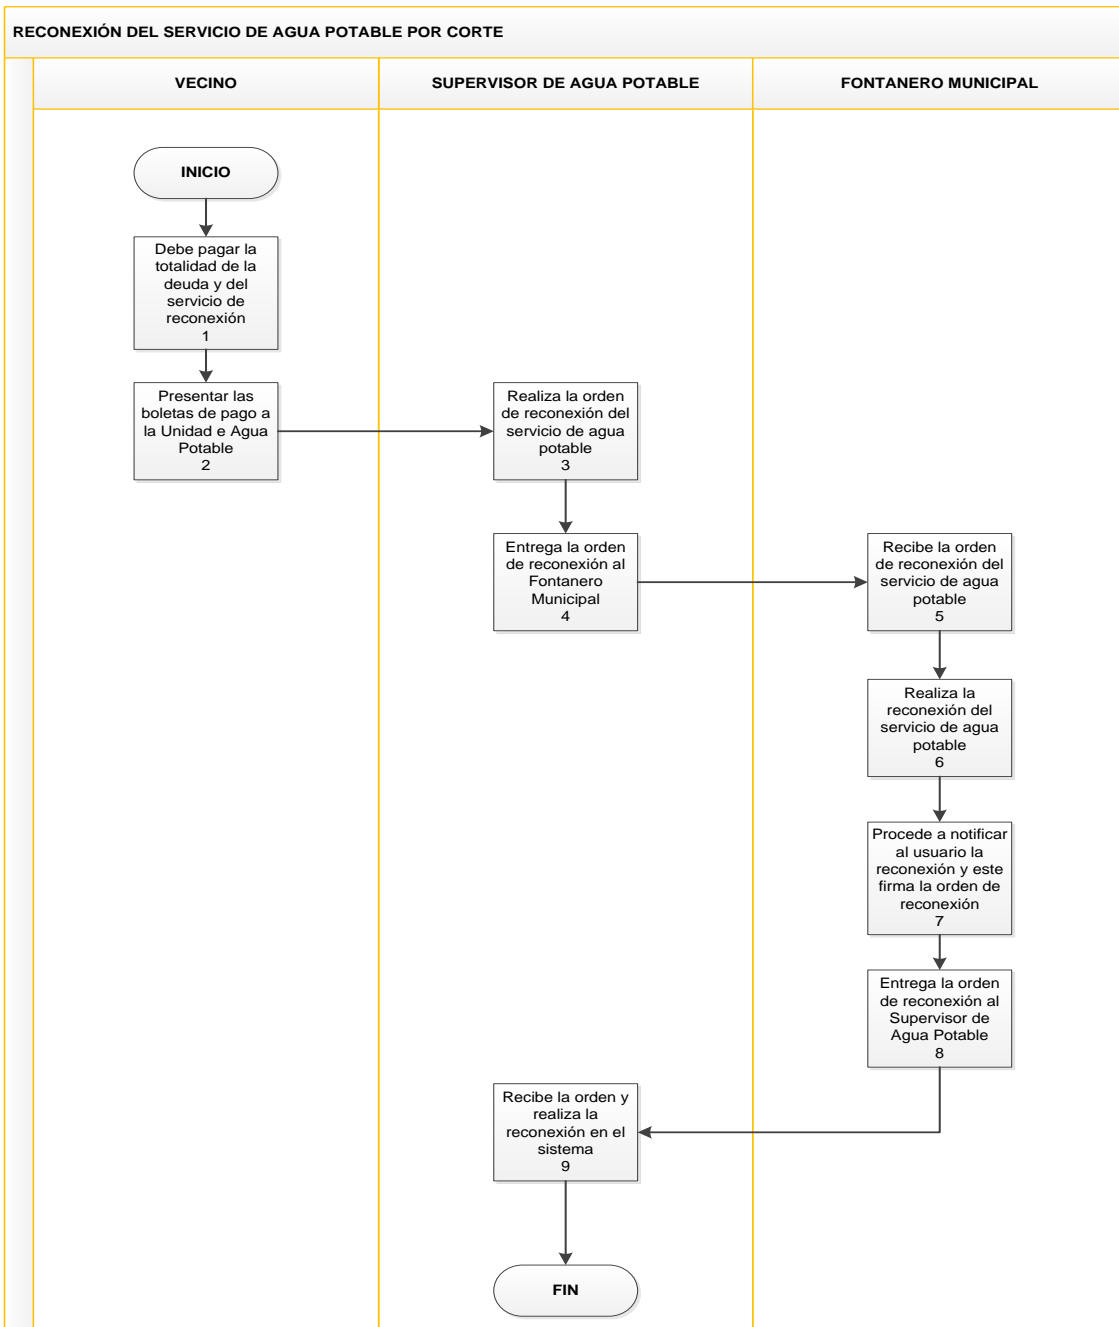 RECONEXIÓN DEL SERVICIO DE AGUA POTABLE POR CORTE
VECINO
SUPERVISOR DE AGUA POTABLE
FONTANERO MUNICIPAL
INICIO
Debe pagar la
totalidad de la
deuda y del
servicio de
reconexión
1
Presentar las
boletas de pago a
la Unidad e Agua
Potable
2
Realiza la orden
de reconexión del
servicio de agua
potable
3
Entrega la orden
de reconexión al
Fontanero
Municipal
4
Recibe la orden
de reconexión del
servicio de agua
potable
5
Realiza la
reconexión del
servicio de agua
potable
6
Procede a notificar
al usuario la
reconexión y este
firma la orden de
reconexión
7
Entrega la orden
de reconexión al
Supervisor de
Agua Potable
8
Recibe la orden y
realiza la
reconexión en el
sistema
9
FIN